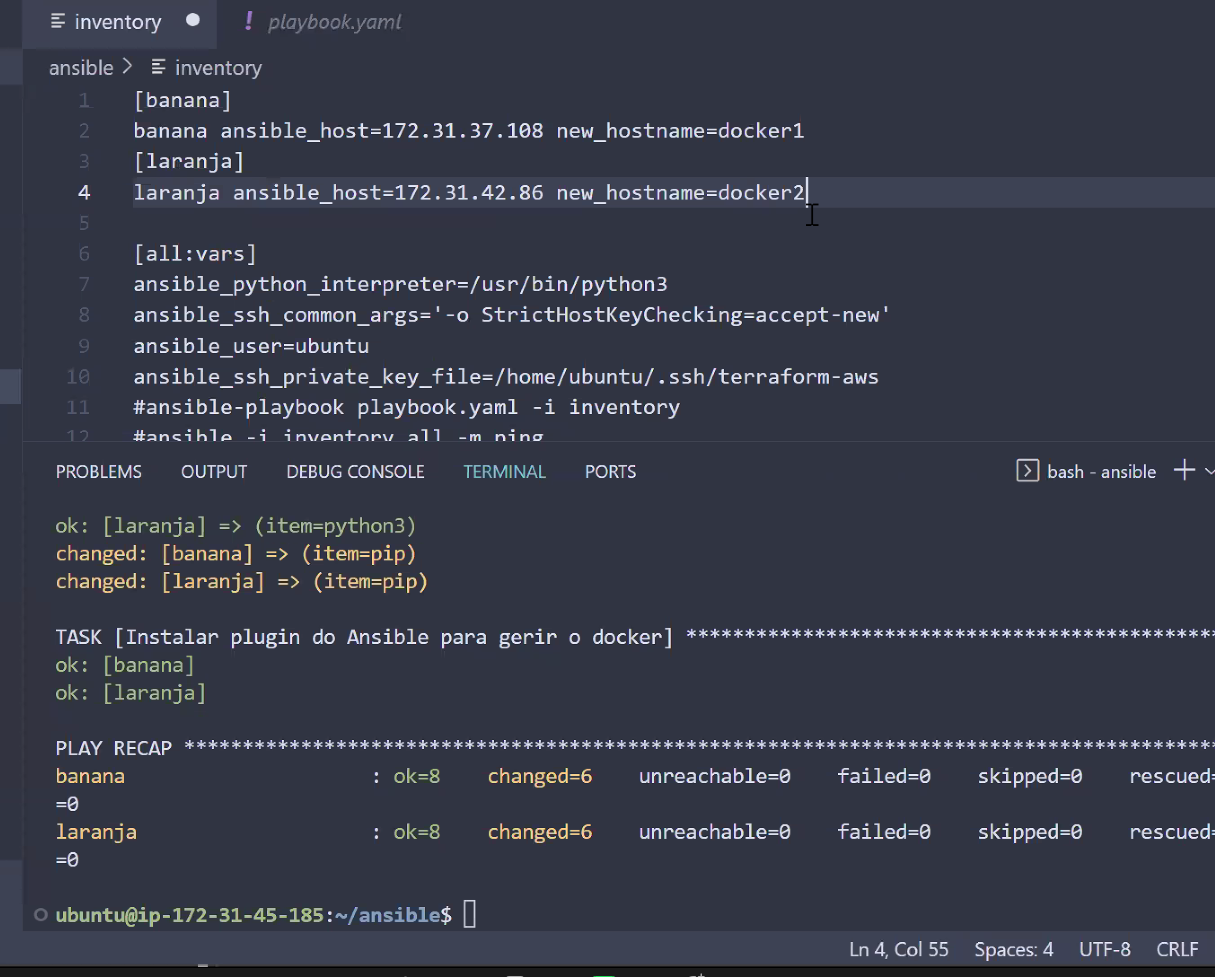 inventory ! playbook.yaml
ansible > inventory
1 [banana]
2 banana ansible_host=172.31.37.108 new_hostname=docker1
3 [laranja]
4 laranja ansible_host=172.31.42.86 new_hostname=docker2
5
6 [all:vars]
7 ansible_python_interpreter=/usr/bin/python3
8 ansible_ssh_common_args='-o StrictHostKeyChecking=accept-new'
9 ansible_user=ubuntu
10 ansible_ssh_private_key_file=/home/ubuntu/.ssh/terraform-aws
11 #ansible-playbook playbook.yaml -i inventory
12 #ansible -i inventory all -m ping
PROBLEMS OUTPUT DEBUG CONSOLE TERMINAL PORTS bash - ansible
ok: [laranja] => (item=python3)
changed: [banana] => (item=pip)
changed: [laranja] => (item=pip)
TASK [Instalar plugin do Ansible para gerir o docker] *********************************************
ok: [banana]
ok: [laranja]
PLAY RECAP ****************************************************************************************
banana : ok=8 changed=6 unreachable=0 failed=0 skipped=0 rescued=
=0
laranja : ok=8 changed=6 unreachable=0 failed=0 skipped=0 rescued=
=0
ubuntu@ip-172-31-45-185:~/ansible$
Ln 4, Col 55 Spaces: 4 UTF-8 CRLF